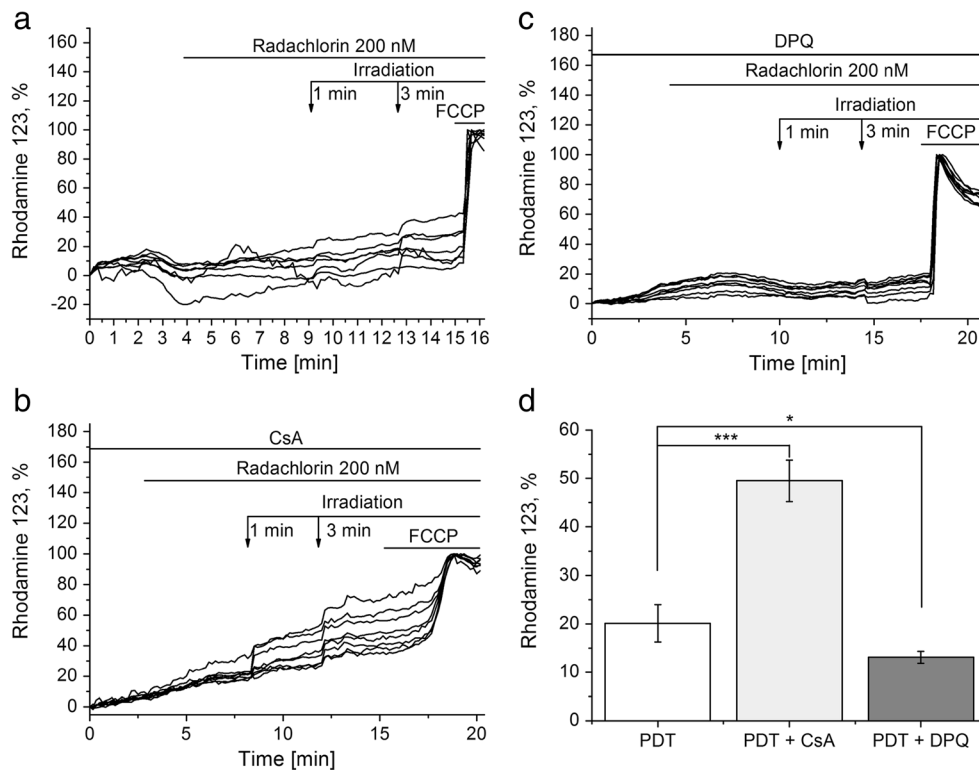 a
Rhodamine 123, %
160
140
120
100
80
60
40
20
0
-20
Radachlorin 200 nM
Irradiation
1 min 3 min
FCCP
0 1 2 3 4 5 6 7 8 9 10 11 12 13 14 15 16
Time [min]
b
Rhodamine 123, %
180
160
140
120
100
80
60
40
20
0
CsA
Radachlorin 200 nM
Irradiation
1 min 3 min
FCCP
0 5 10 15 20
Time [min]
c
Rhodamine 123, %
180
160
140
120
100
80
60
40
20
0
DPQ
Radachlorin 200 nM
Irradiation
1 min 3 min
FCCP
0 5 10 15 20
Time [min]
d
Rhodamine 123, %
60
50
40
30
20
10
0
*
***
PDT PDT + CsA PDT + DPQ